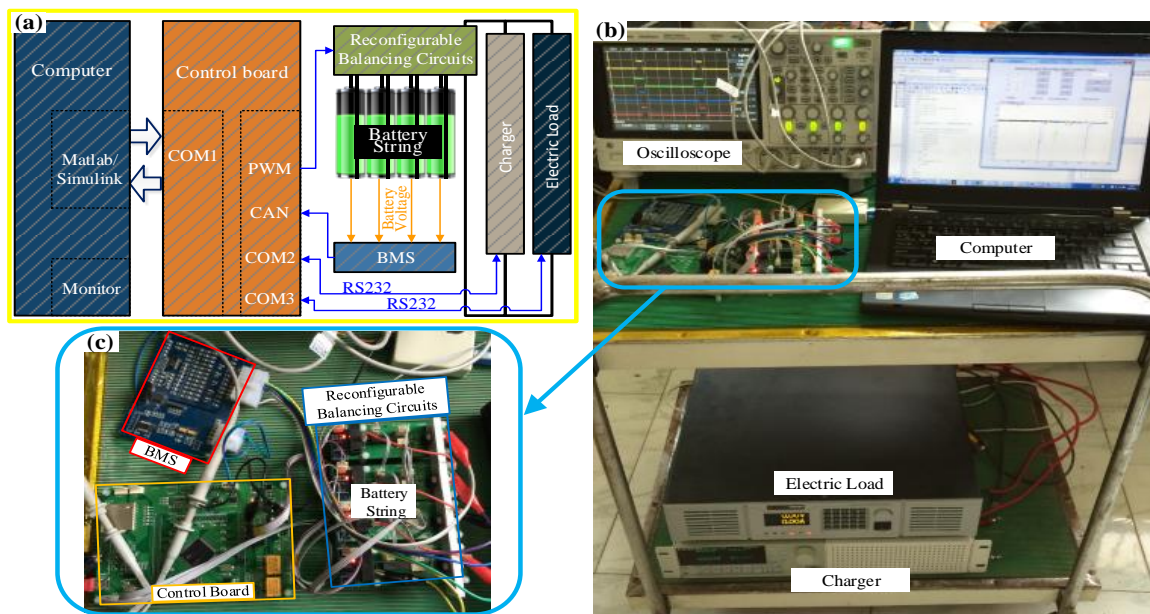 (a)
Computer
Matlab/
Simulink
Monitor
Control board
COM1
PWM
CAN
COM2
COM3
Reconfigurable
Balancing Circuits
Battery
String
Battery
Voltage
BMS
RS232
RS232
Charger
Electric Load
(b)
Oscilloscope
Computer
Electric Load
Charger
(c)
BMS
Reconfigurable
Balancing Circuits
Battery
String
Control Board